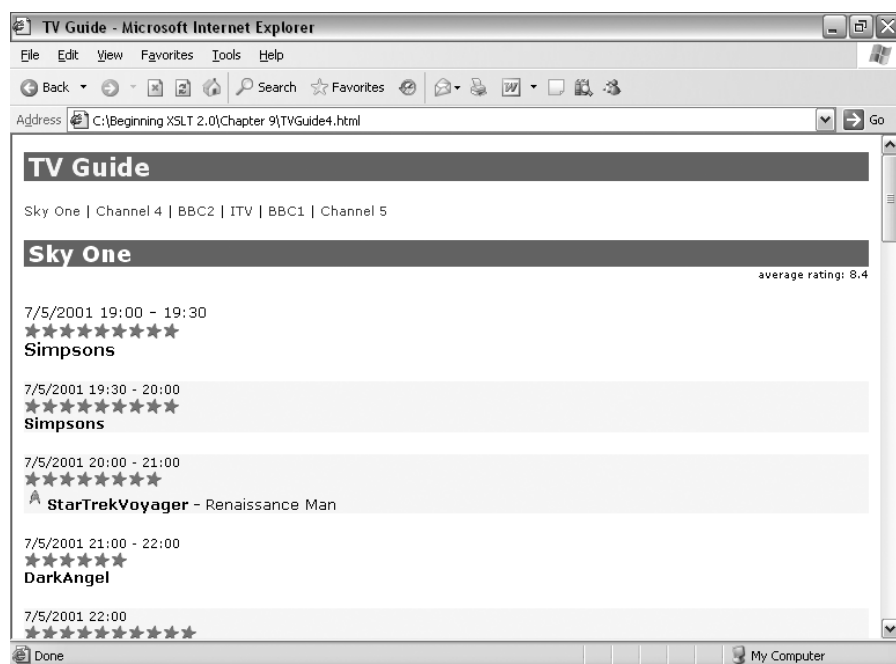 TV Guide - Microsoft Internet Explorer
File Edit View Favorites Tools Help
Back Search Favorites
Address C:\Beginning XSLT 2.0\Chapter 9\TVGuide4.html Go
TV Guide
Sky One | Channel 4 | BBC2 | ITV | BBC1 | Channel 5
Sky One
average rating: 8.4
7/5/2001 19:00 - 19:30
Simpsons
7/5/2001 19:30 - 20:00
Simpsons
7/5/2001 20:00 - 21:00
StarTrekVoyager - Renaissance Man
7/5/2001 21:00 - 22:00
DarkAngel
7/5/2001 22:00
Done My Computer